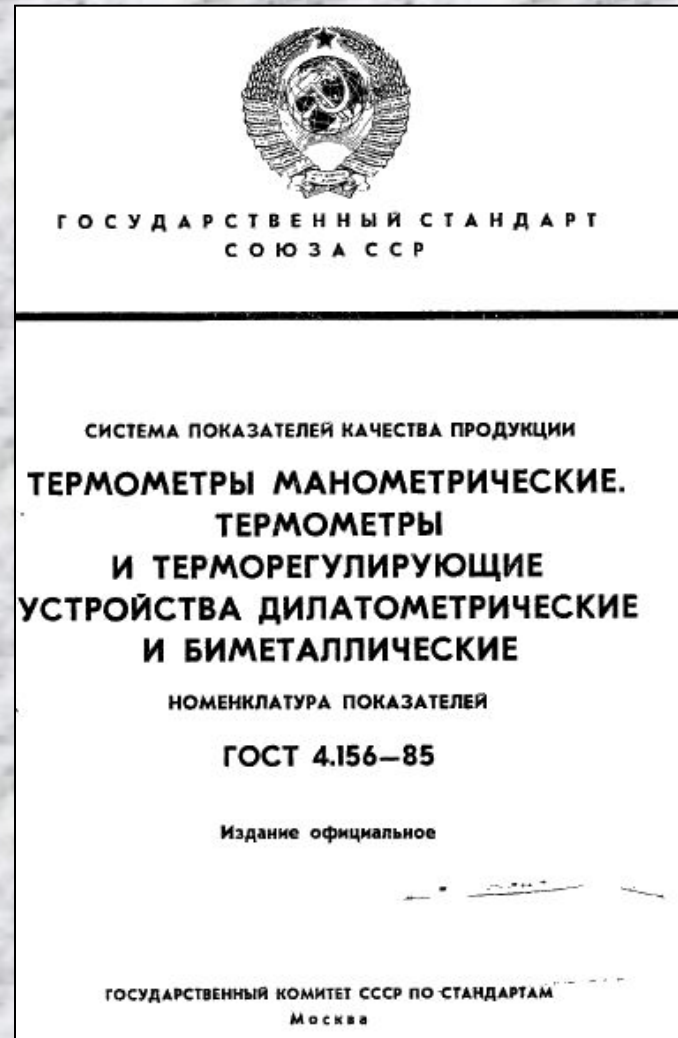 ГОСУДАРСТВЕННЫЙ СТАНДАРТ
СОЮЗА ССР
СИСТЕМА ПОКАЗАТЕЛЕЙ КАЧЕСТВА ПРОДУКЦИИ
ТЕРМОМЕТРЫ МАНОМЕТРИЧЕСКИЕ.
ТЕРМОМЕТРЫ
И ТЕРМОРЕГУЛИРУЮЩИЕ
УСТРОЙСТВА ДИЛАТОМЕТРИЧЕСКИЕ
И БИМЕТАЛЛИЧЕСКИЕ
НОМЕНКЛАТУРА ПОКАЗАТЕЛЕЙ
ГОСТ 4.156—85
Издание официальное
ГОСУДАРСТВЕННЫЙ КОМИТЕТ СССР ПО СТАНДАРТАМ
Москва